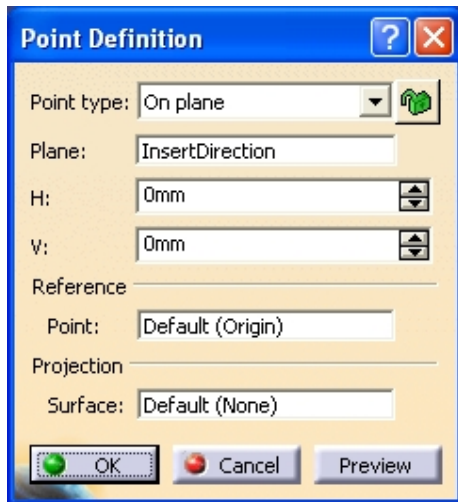 Point Definition
Point type: On plane
Plane: InsertDirection
H: 0mm
V: 0mm
Reference
Point: Default (Origin)
Projection
Surface: Default (None)
OK Cancel Preview